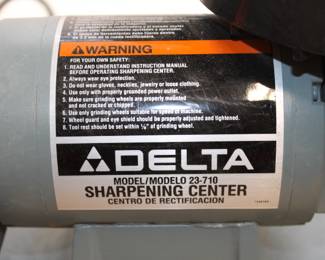 WARNING
FOR YOUR OWN SAFETY:
1. READ AND UNDERSTAND INSTRUCTION MANUAL
BEFORE OPERATING SHARPENING CENTER.
2. Always wear eye protection.
3. Do not wear gloves, neckties, jewelry or loose clothing.
4. Use only with properly grounded power outlet.
5. Make sure grinding wheels are properly mounted
and not cracked or chipped.
6. Use only grinding wheels suitable for speed of machine.
7. Wheel guard and eye shield should be properly adjusted and tightened.
8. Tool rest should be set within 1/8" of grinding wheel.
DELTA
MODEL/MODELO 23-710
SHARPENING CENTER
CENTRO DE RECTIFICACION